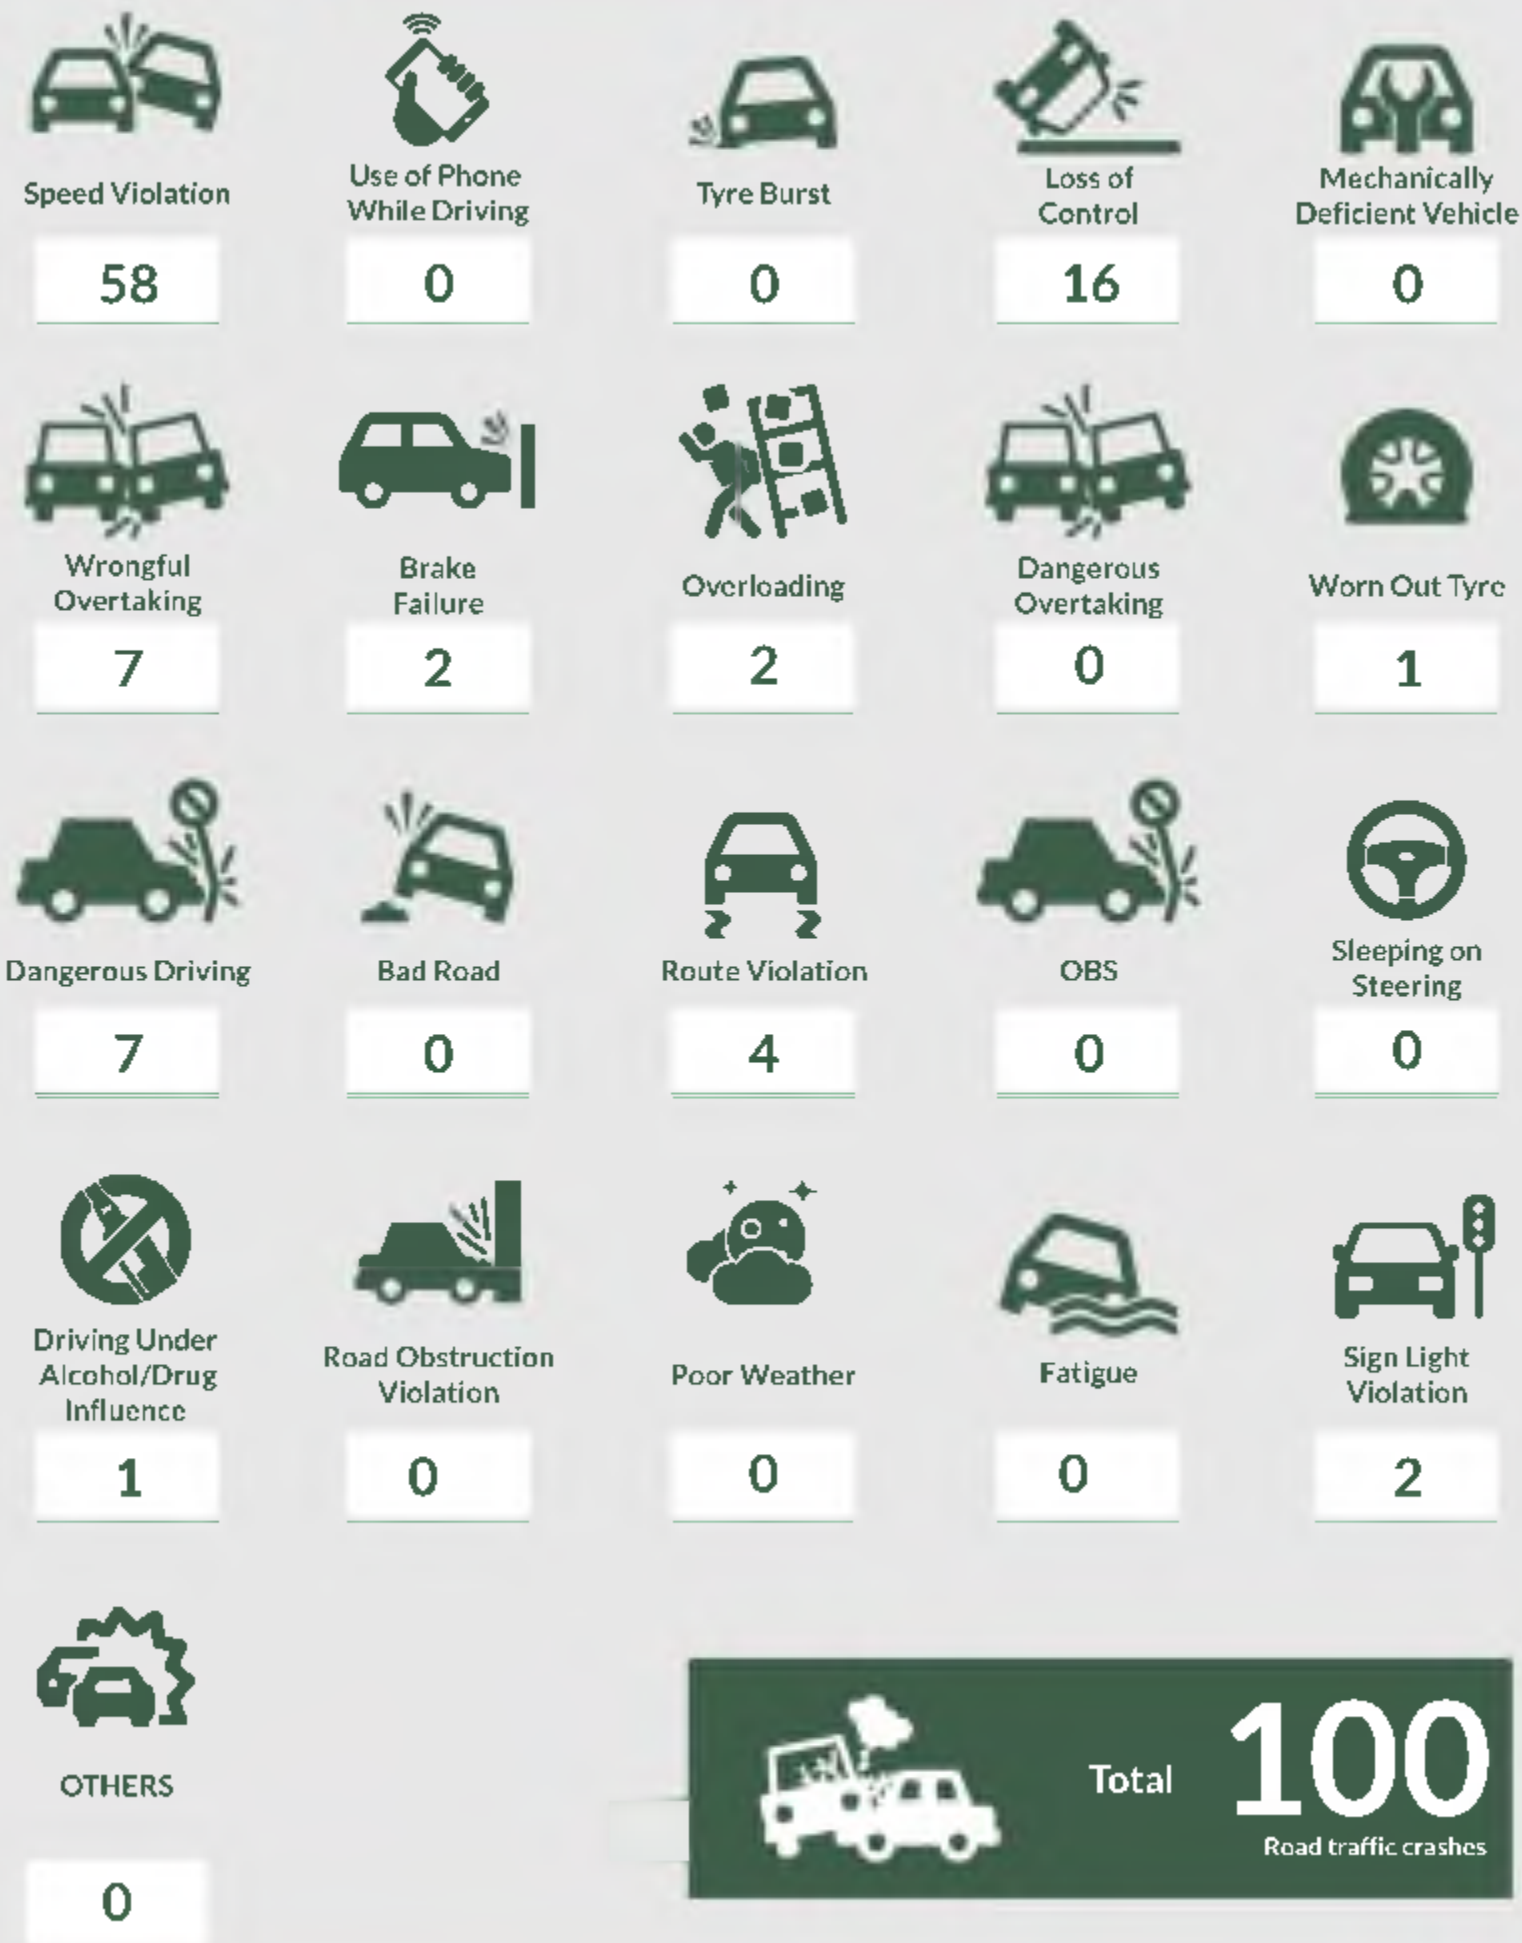 Speed Violation
58
Use of Phone
While Driving
0
Tyre Burst
0
Loss of
Control
16
Mechanically
Deficient Vehicle
0
Wrongful
Overtaking
7
Brake
Failure
2
Overloading
2
Dangerous
Overtaking
0
Worn Out Tyre
1
Dangerous Driving
7
Bad Road
0
Route Violation
4
OBS
0
Sleeping on
Steering
0
Driving Under
Alcohol/Drug
Influence
1
Road Obstruction
Violation
0
Poor Weather
0
Fatigue
0
Sign Light
Violation
2
OTHERS
0
Total
100
Road traffic crashes